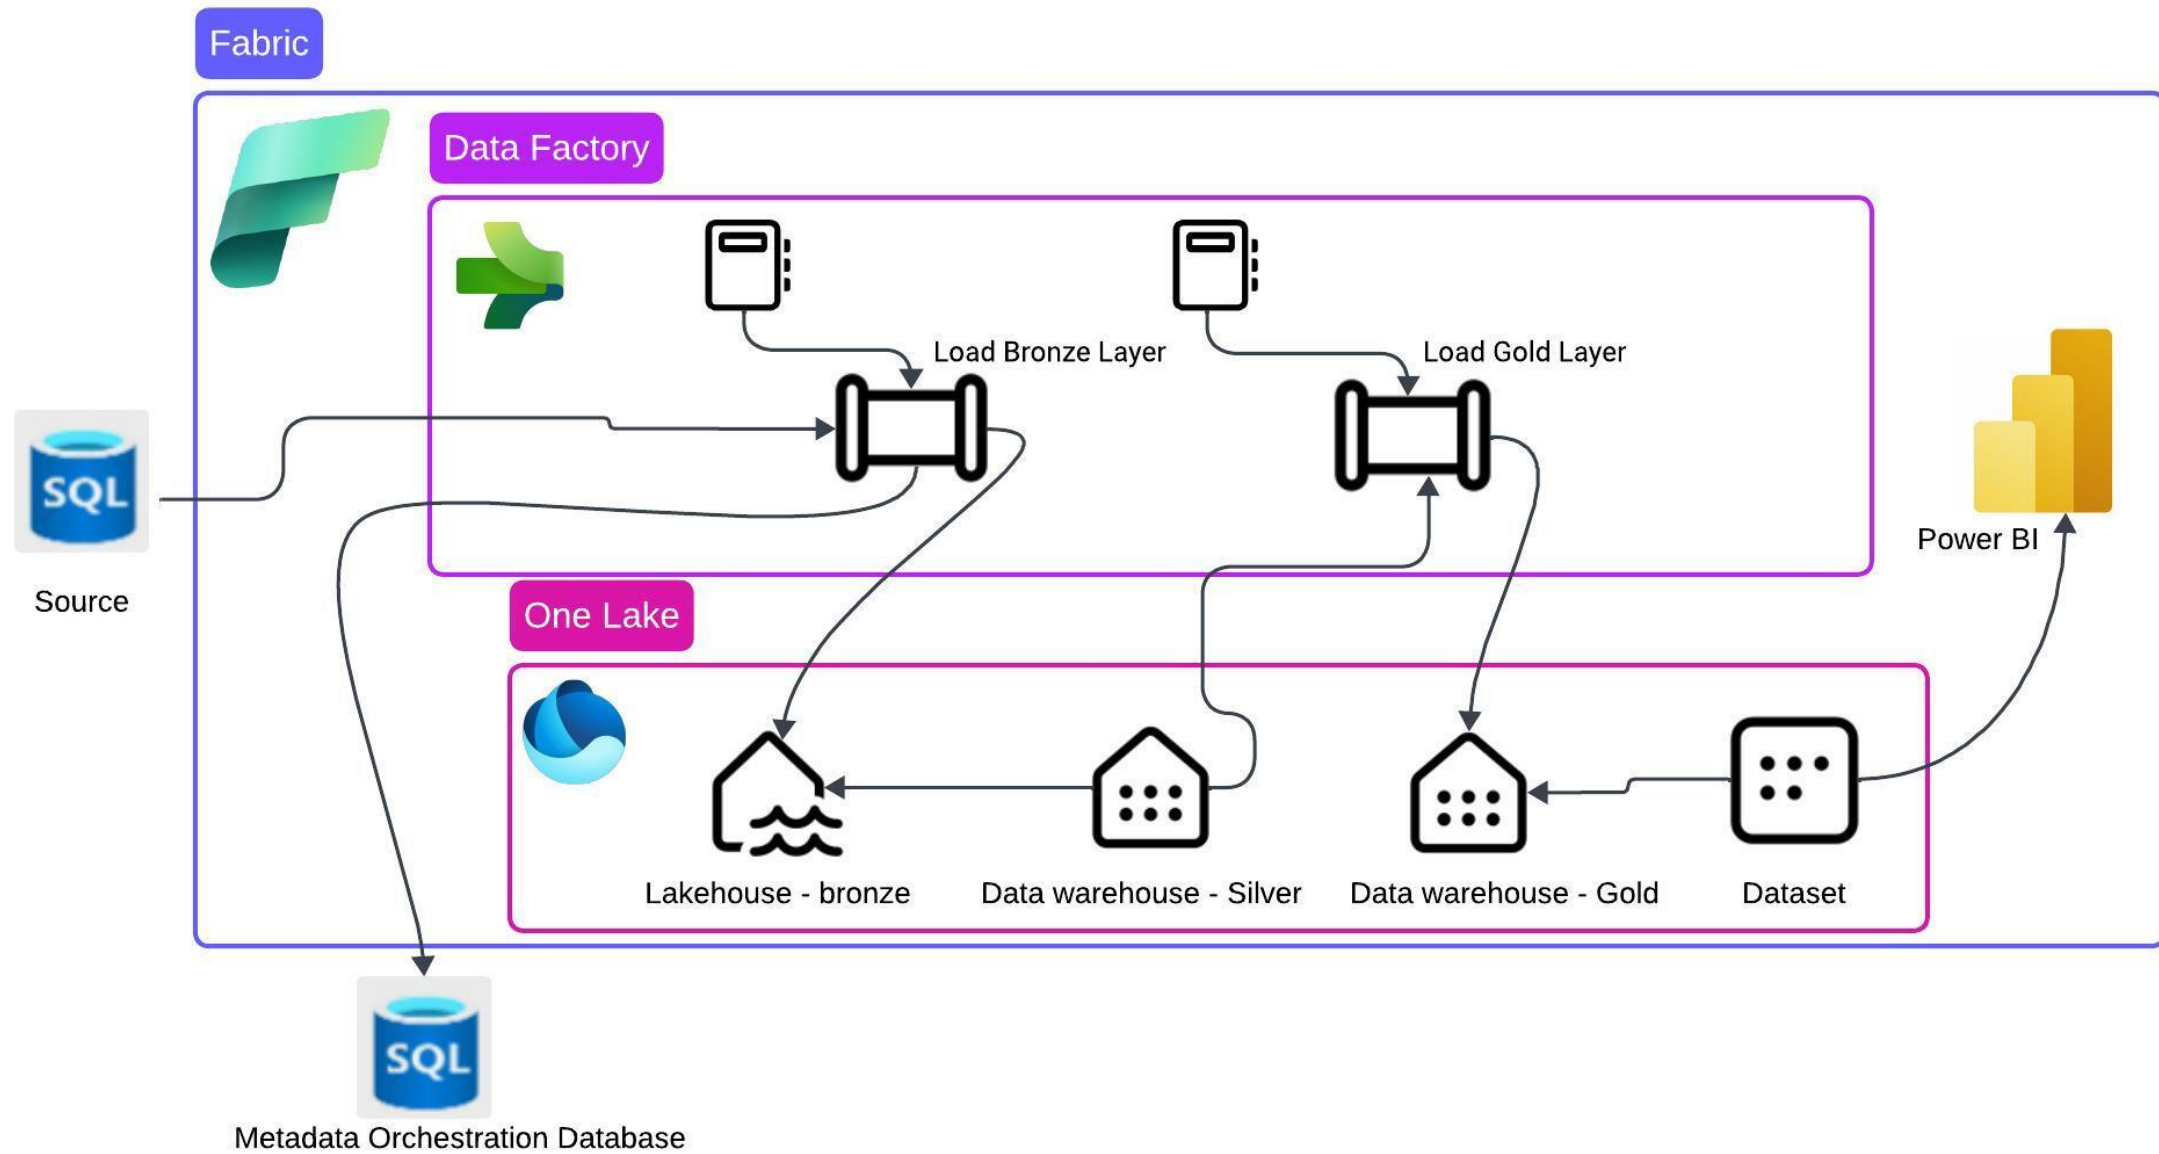 Fabric
Data Factory
Load Bronze Layer
Load Gold Layer
SQL
Source
Power BI
One Lake
Lakehouse - bronze
Data warehouse - Silver
Data warehouse - Gold
Dataset
SQL
Metadata Orchestration Database